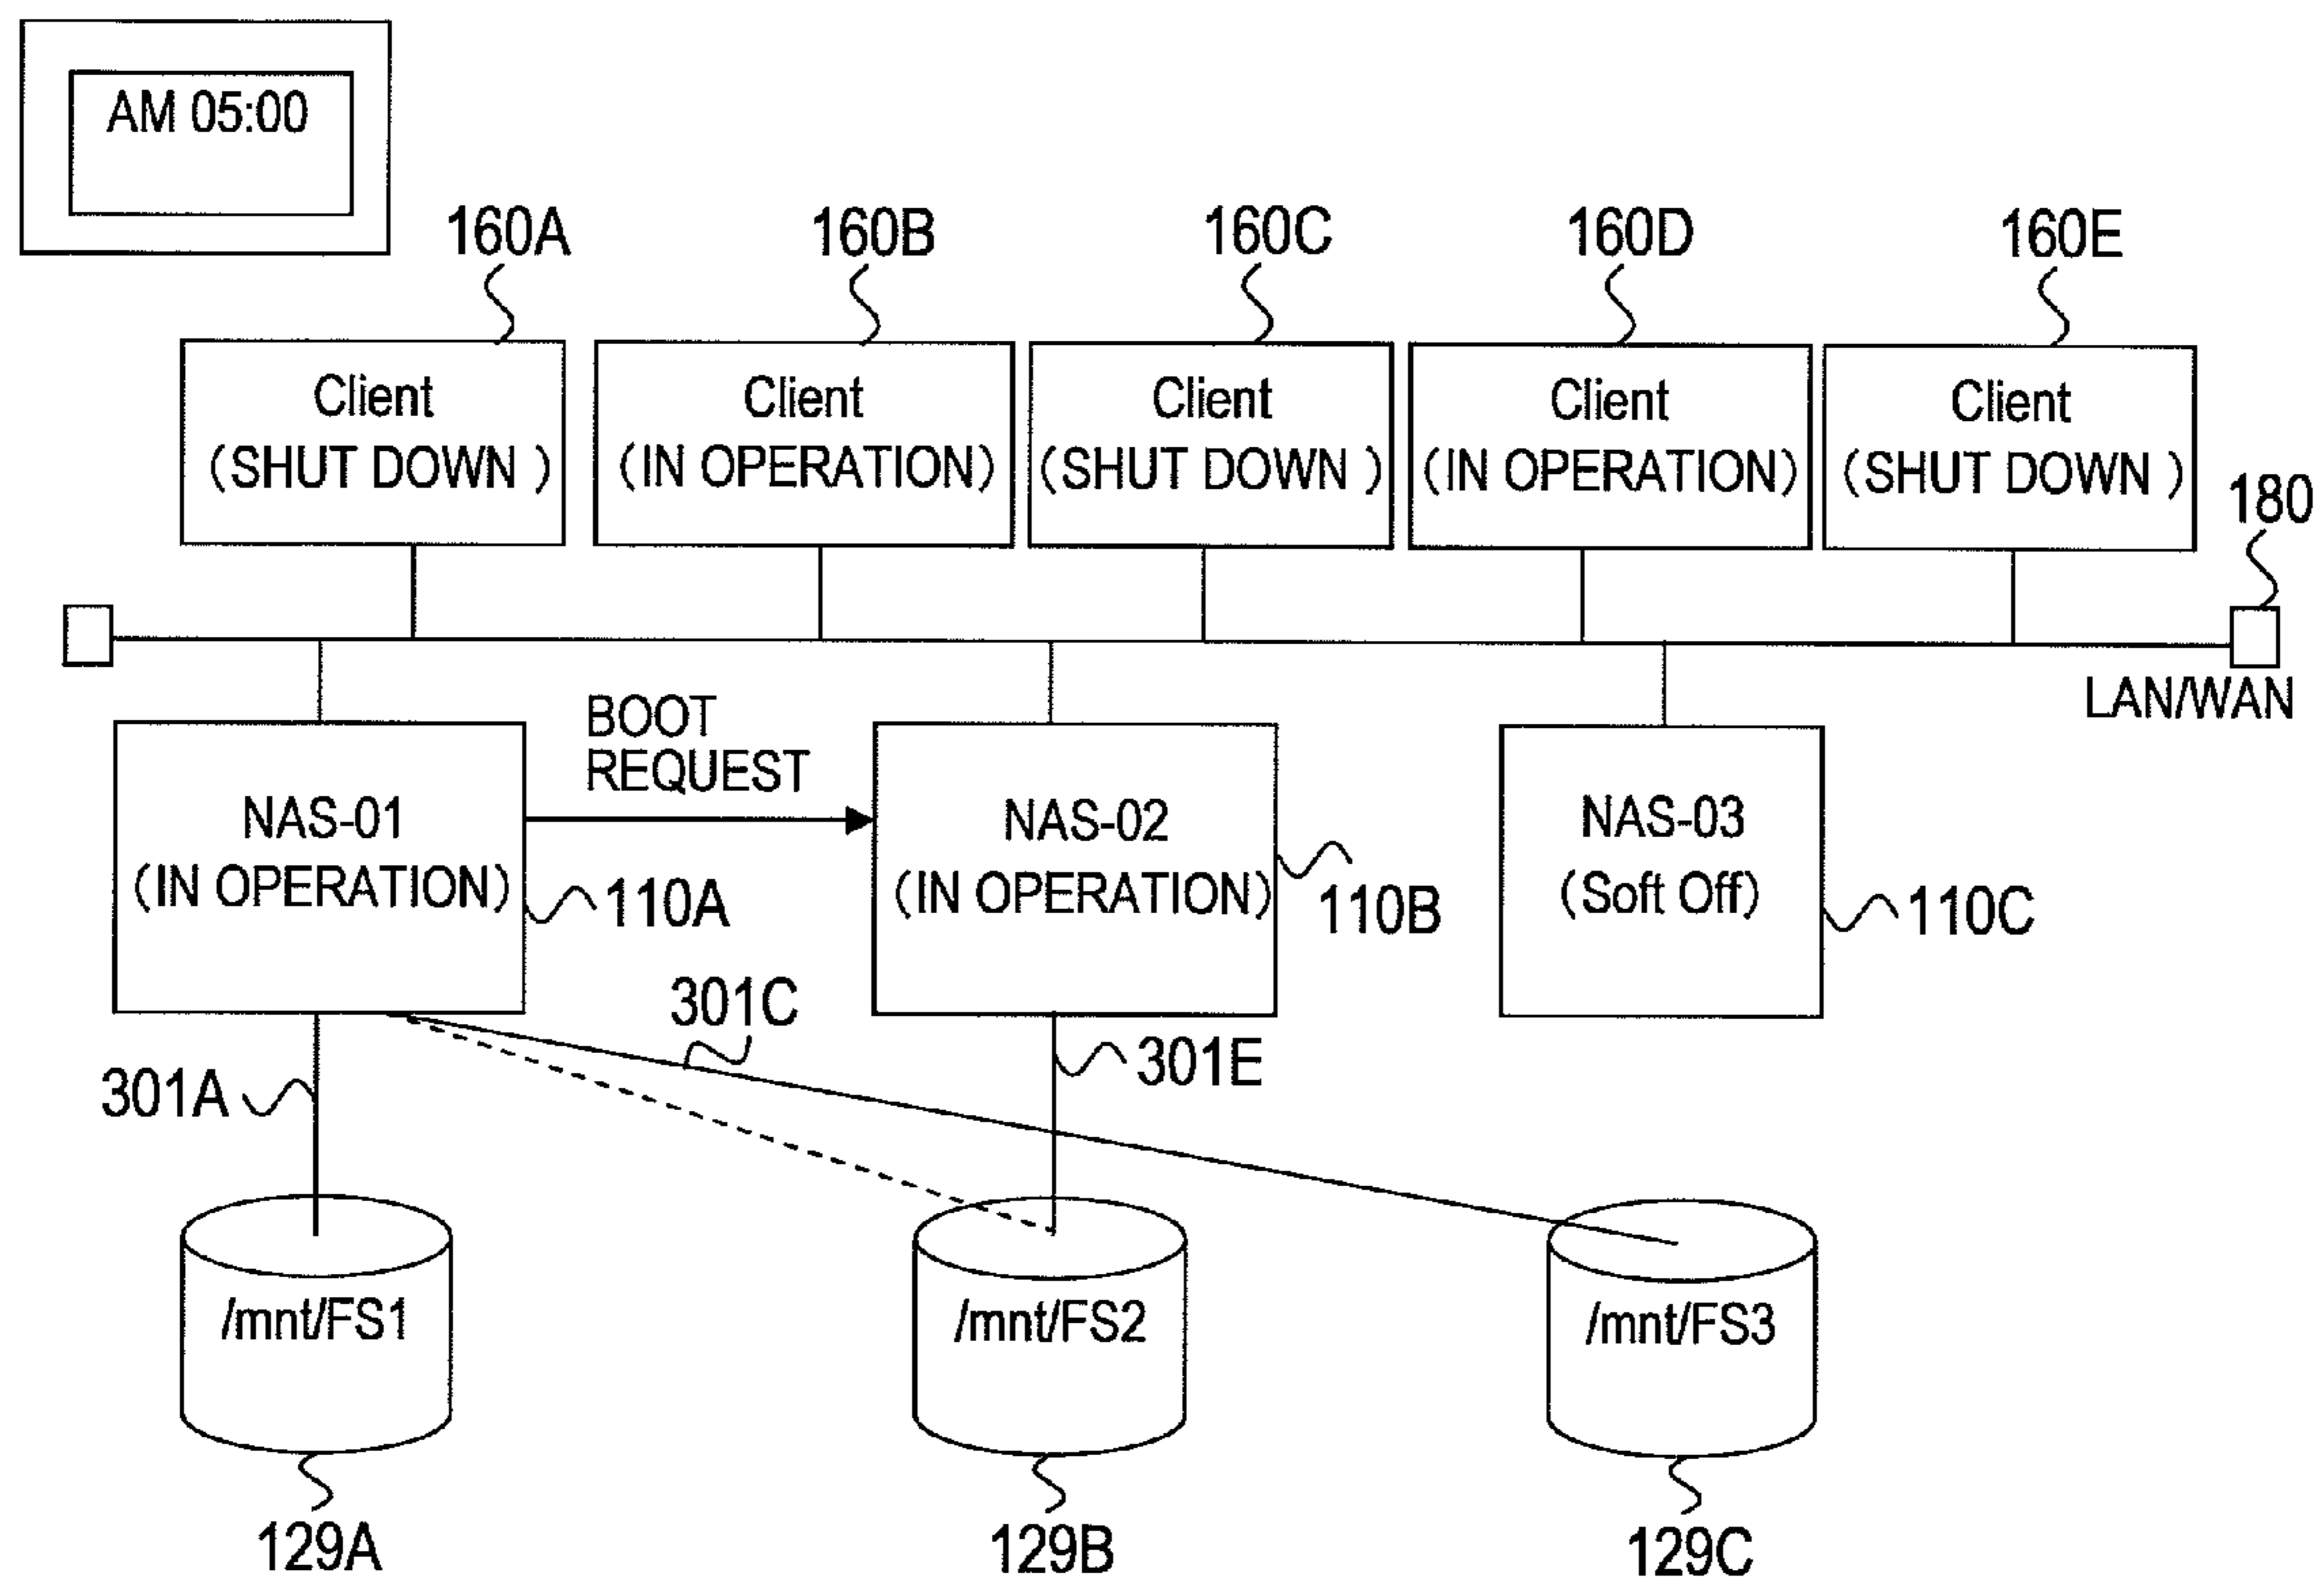 AM 05:00
160A
160B
160C
160D
160E
Client
(SHUT DOWN )
Client
(IN OPERATION)
Client
(SHUT DOWN )
Client
(IN OPERATION)
Client
(SHUT DOWN )
180
LAN/WAN
BOOT
REQUEST
NAS-01
(IN OPERATION)
110A
NAS-02
(IN OPERATION)
110B
NAS-03
(Soft Off)
110C
301C
301A
301E
/mnt/FS1
/mnt/FS2
/mnt/FS3
129A
129B
129C